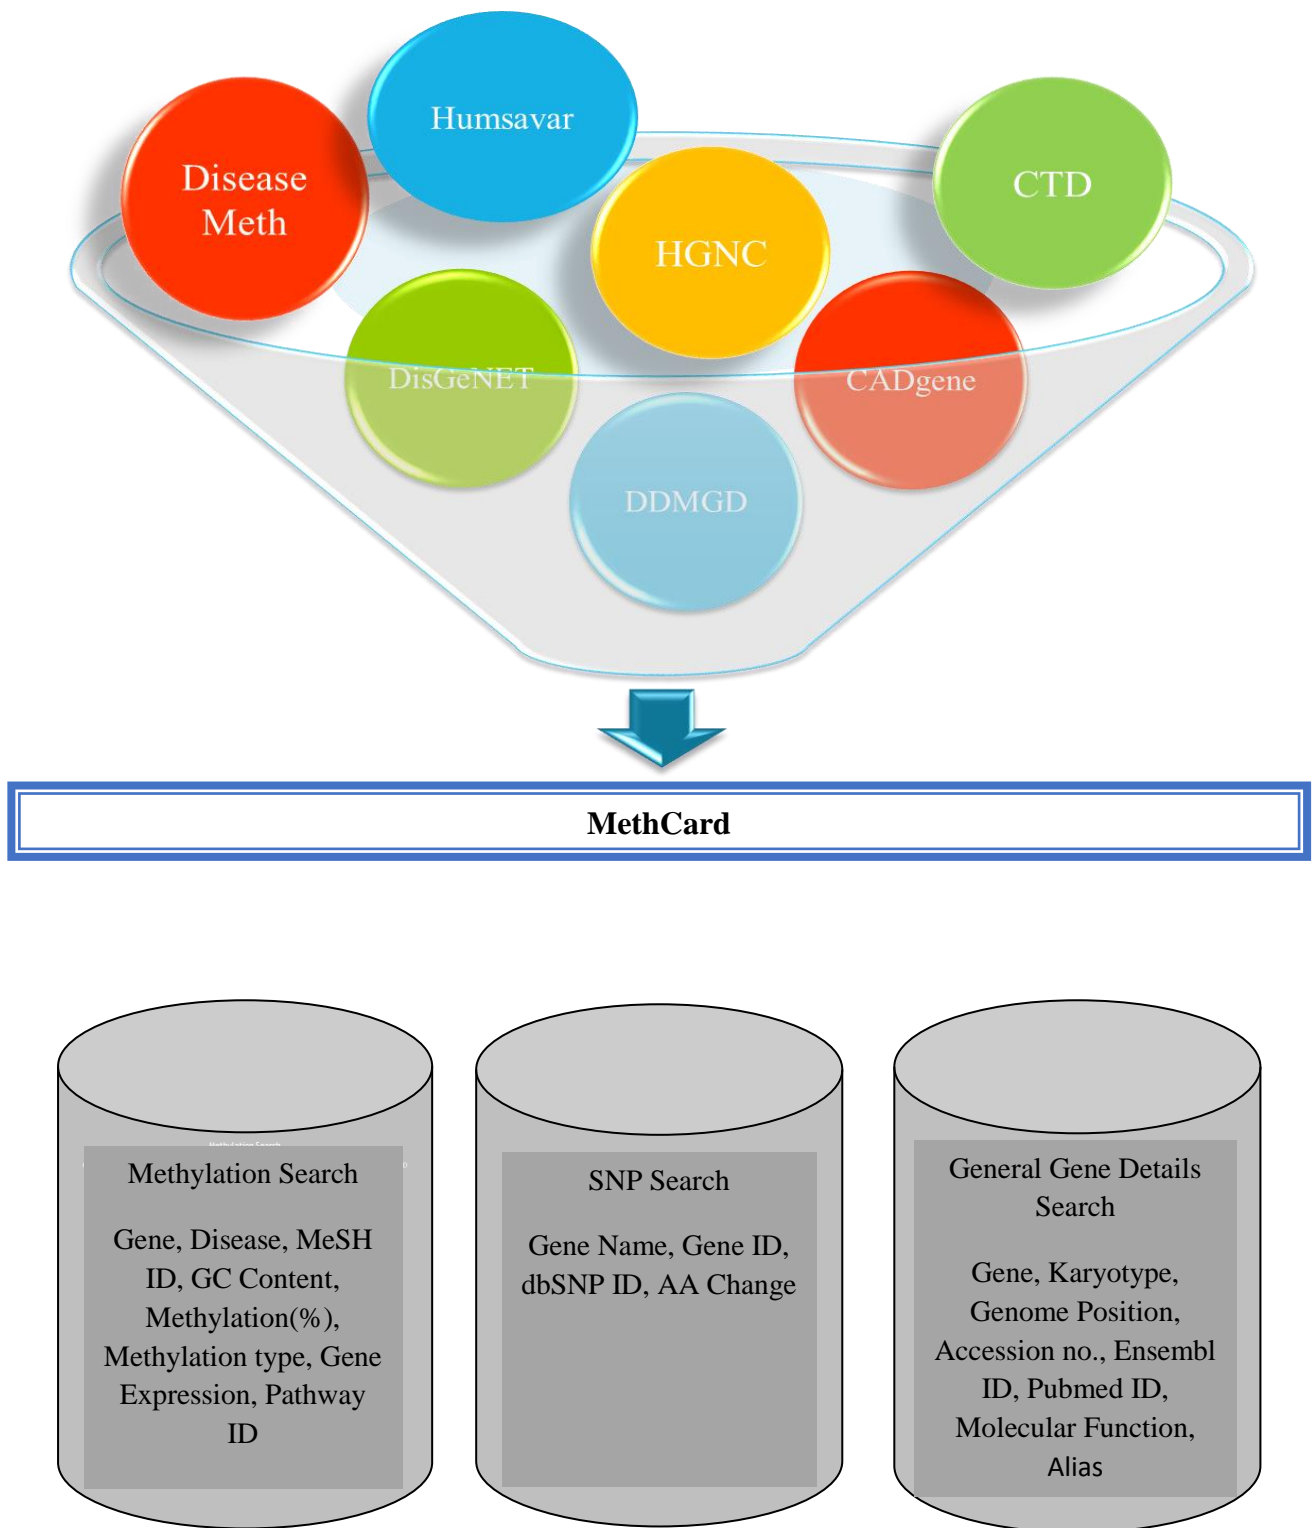 Humsavar
Disease
Meth
CTD
HGNC
DisGeNET
CADgene
DDMGD
MethCard
Methylation Search
Methylation Search
Gene, Disease, MeSH
ID, GC Content,
Methylation(%),
Methylation type, Gene
Expression, Pathway
ID
SNP Search
Gene Name, Gene ID,
dbSNP ID, AA Change
General Gene Details
Search
Gene, Karyotype,
Genome Position,
Accession no., Ensembl
ID, Pubmed ID,
Molecular Function,
Alias